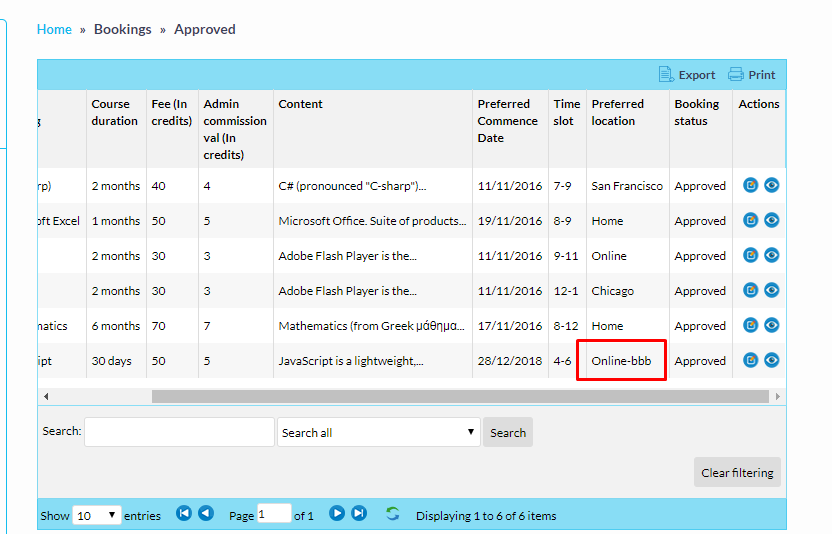 Home » Bookings » Approved
Export Print
g Course duration Fee (In credits) Admin commission val (In credits) Content Preferred Commence Date Time slot Preferred location Booking status Actions
rp) 2 months 40 4 C# (pronounced "C-sharp")... 11/11/2016 7-9 San Francisco Approved
oft Excel 1 months 50 5 Microsoft Office. Suite of products... 19/11/2016 8-9 Home Approved
2 months 30 3 Adobe Flash Player is the... 11/11/2016 9-11 Online Approved
2 months 30 3 Adobe Flash Player is the... 11/11/2016 12-1 Chicago Approved
matics 6 months 70 7 Mathematics (from Greek μάθημα... 17/11/2016 8-12 Home Approved
ipt 30 days 50 5 JavaScript is a lightweight,... 28/12/2018 4-6 Online-bbb Approved
Search: Search all Search
Clear filtering
Show 10 entries Page 1 of 1 Displaying 1 to 6 of 6 items